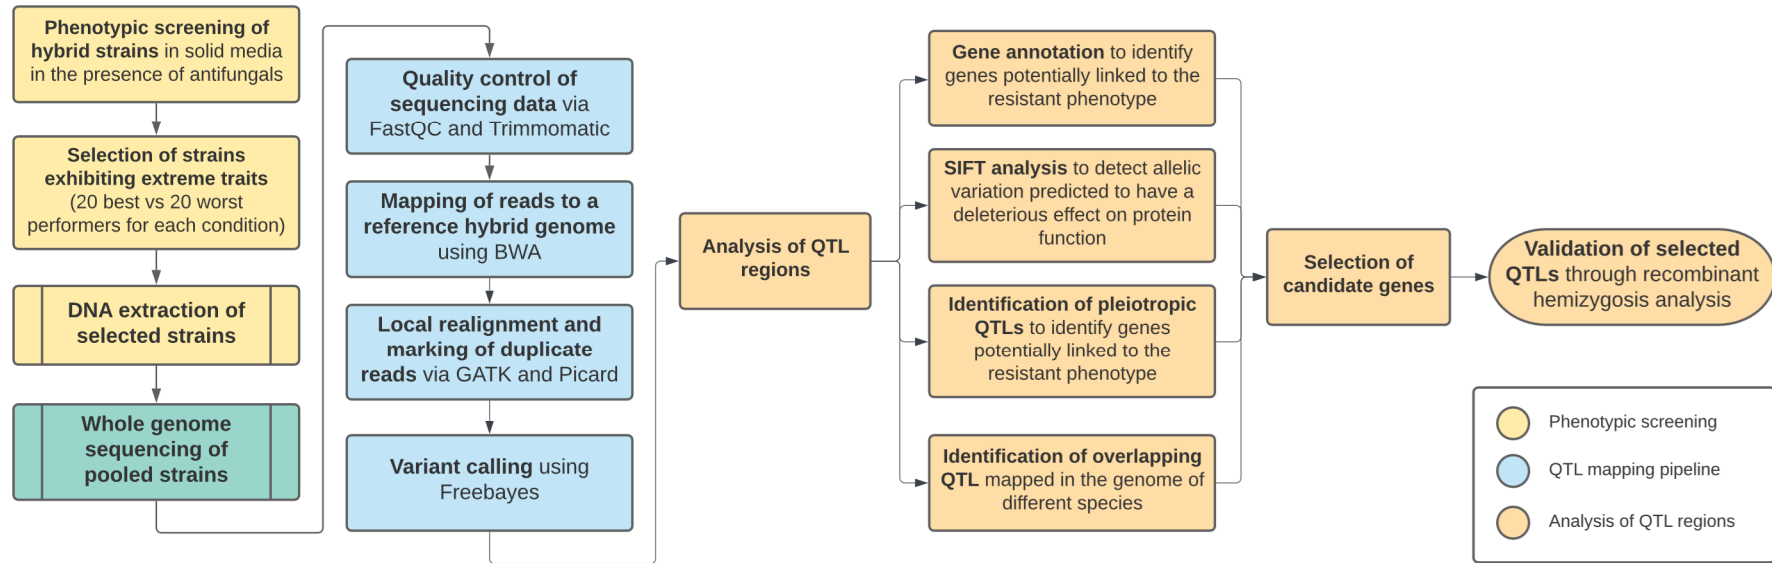 Phenotypic screening of
hybrid strains in solid media
in the presence of antifungals
Selection of strains
exhibiting extreme traits
(20 best vs 20 worst
performers for each condition)
DNA extraction of
selected strains
Whole genome
sequencing of
pooled strains
Quality control of
sequencing data via
FastQC and Trimmomatic
Mapping of reads to a
reference hybrid genome
using BWA
Local realignment and
marking of duplicate
reads via GATK and Picard
Variant calling using
Freebayes
Analysis of QTL
regions
Gene annotation to identify
genes potentially linked to the
resistant phenotype
SIFT analysis to detect allelic
variation predicted to have a
deleterious effect on protein
function
Identification of pleiotropic
QTLs to identify genes
potentially linked to the
resistant phenotype
Identification of overlapping
QTL mapped in the genome of
different species
Selection of
candidate genes
Validation of selected
QTLs through recombinant
hemizygosis analysis
Phenotypic screening
QTL mapping pipeline
Analysis of QTL regions